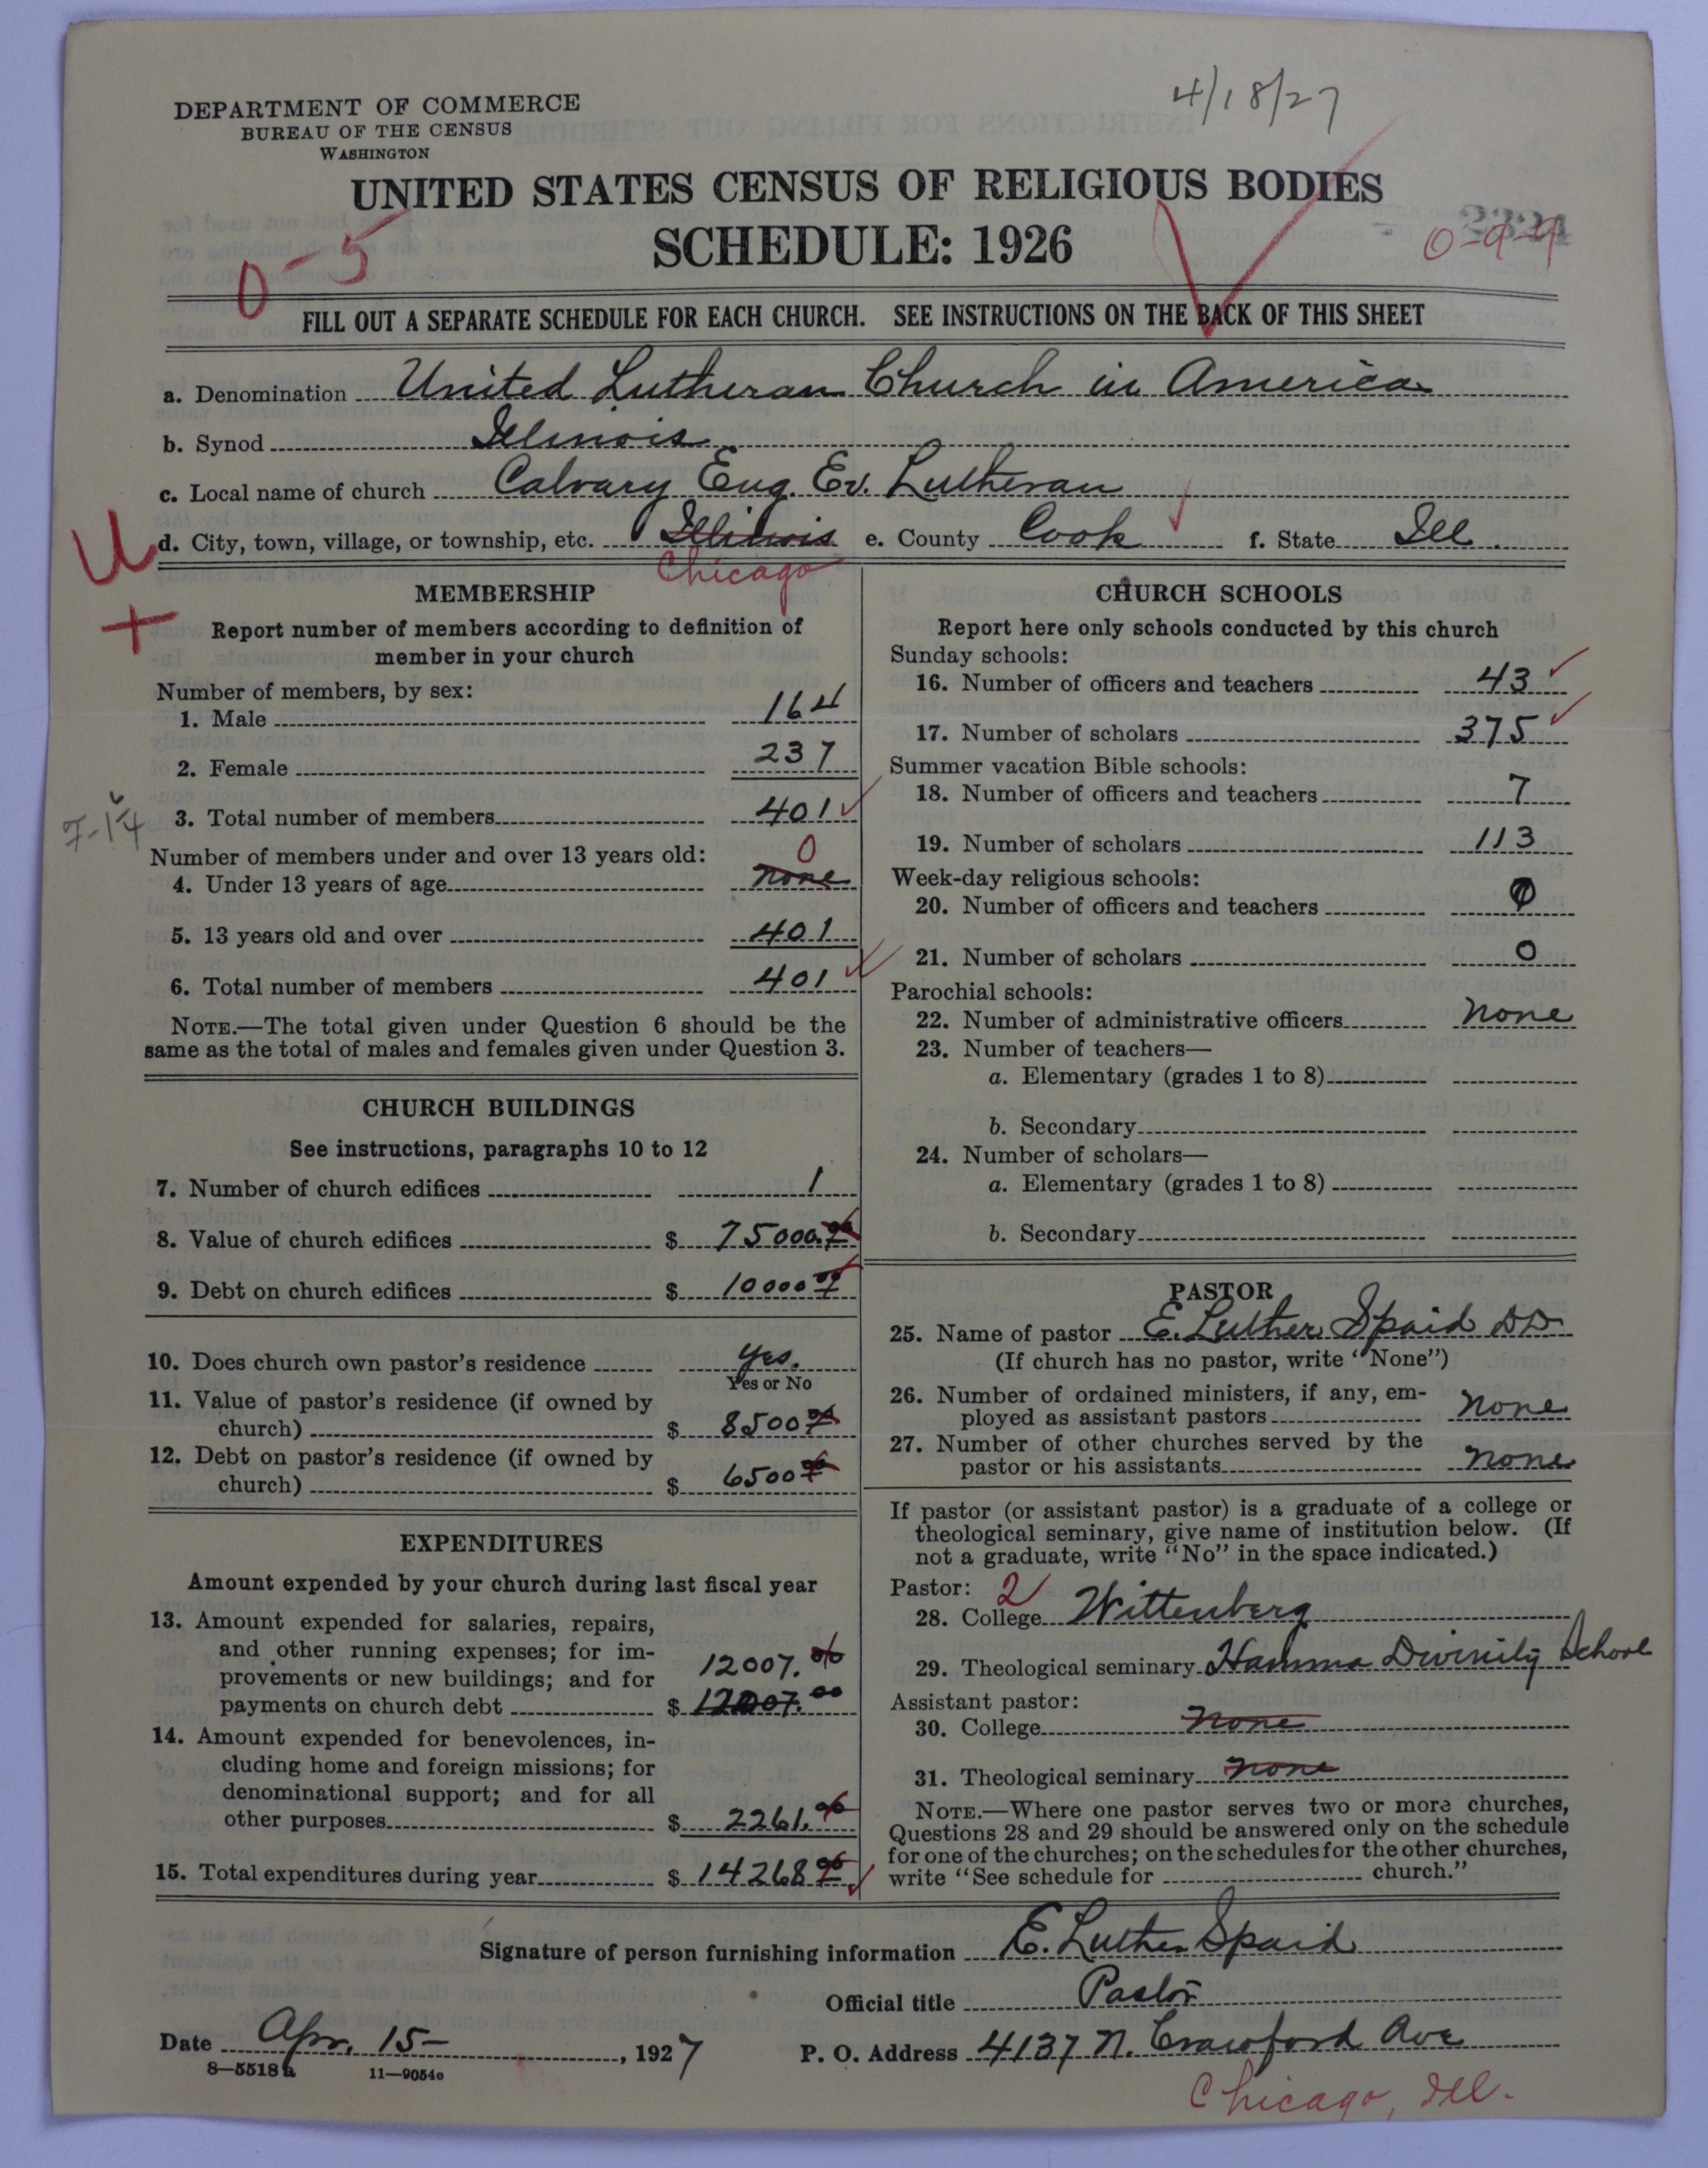 4/18/27
DEPARTMENT OF COMMERCE
BUREAU OF THE CENSUS
WASHINGTON
UNITED STATES CENSUS OF RELIGIOUS BODIES
SCHEDULE: 1926
0-5
0-9-9
FILL OUT A SEPARATE SCHEDULE FOR EACH CHURCH. SEE INSTRUCTIONS ON THE BACK OF THIS SHEET
a. Denomination United Lutheran Church in America
b. Synod Illinois
c. Local name of church Calvary Eng. Ev. Lutheran
d. City, town, village, or township, etc. Illinois e. County Cook f. State Ill.
Chicago
U
+
MEMBERSHIP
Report number of members according to definition of
member in your church
Number of members, by sex:
1. Male 164
2. Female 237
3. Total number of members 401
Number of members under and over 13 years old:
0
4. Under 13 years of age none
5. 13 years old and over 401
6. Total number of members 401
NOTE.—The total given under Question 6 should be the
same as the total of males and females given under Question 3.
CHURCH BUILDINGS
See instructions, paragraphs 10 to 12
7. Number of church edifices 1
8. Value of church edifices $ 75000.00
9. Debt on church edifices $ 10000 00
10. Does church own pastor's residence Yes.
Yes or No
11. Value of pastor's residence (if owned by
church) $ 8500 00
12. Debt on pastor's residence (if owned by
church) $ 6500 00
EXPENDITURES
Amount expended by your church during last fiscal year
13. Amount expended for salaries, repairs,
and other running expenses; for im-
provements or new buildings; and for 12007.00
payments on church debt $ 12007.00
14. Amount expended for benevolences, in-
cluding home and foreign missions; for
denominational support; and for all
other purposes $ 2261.00
15. Total expenditures during year $ 14268 00
CHURCH SCHOOLS
Report here only schools conducted by this church
Sunday schools:
16. Number of officers and teachers 43
17. Number of scholars 375
Summer vacation Bible schools:
18. Number of officers and teachers 7
19. Number of scholars 113
Week-day religious schools:
20. Number of officers and teachers 0
21. Number of scholars 0
Parochial schools:
22. Number of administrative officers none
23. Number of teachers—
a. Elementary (grades 1 to 8)
b. Secondary
24. Number of scholars—
a. Elementary (grades 1 to 8)
b. Secondary
PASTOR
25. Name of pastor E. Luther Spaid DD
(If church has no pastor, write "None")
26. Number of ordained ministers, if any, em-
ployed as assistant pastors none
27. Number of other churches served by the
pastor or his assistants none
If pastor (or assistant pastor) is a graduate of a college or
theological seminary, give name of institution below. (If
not a graduate, write "No" in the space indicated.)
Pastor: 2
28. College Wittenberg
29. Theological seminary Hamma Divinity School
Assistant pastor:
30. College none
31. Theological seminary none
NOTE.—Where one pastor serves two or more churches,
Questions 28 and 29 should be answered only on the schedule
for one of the churches; on the schedules for the other churches,
write "See schedule for church."
Signature of person furnishing information E. Luther Spaid
Official title Pastor
Date Apr. 15-, 1927 P. O. Address 4137 N. Crawford Ave
8—5518 a 11—9054c
Chicago, Ill.